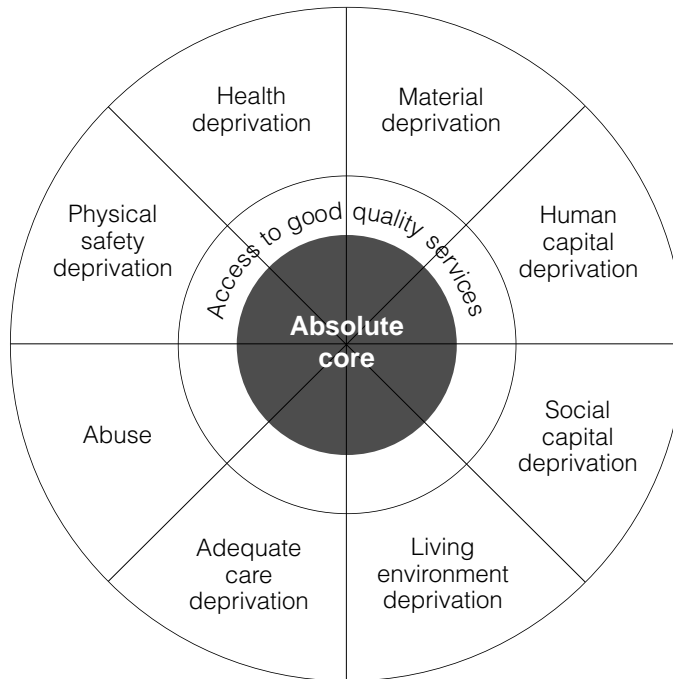 Health
deprivation
Material
deprivation
Physical
safety
deprivation
Access to good quality services
Human
capital
deprivation
Absolute
core
Abuse
Social
capital
deprivation
Adequate
care
deprivation
Living
environment
deprivation